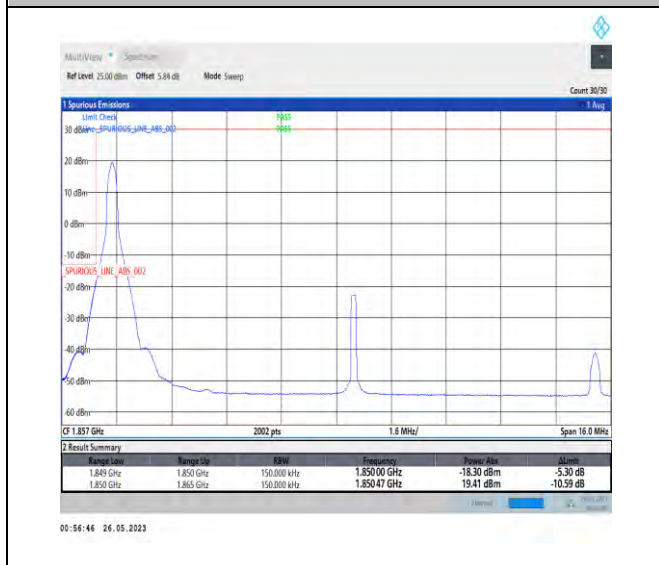 MultiView Spectrum
Ref Level 25.00 dBm Offset 5.84 dB Mode Sweep
Count 30/30
1 Spurious Emissions 1 Avg
Limit Check PASS
30 dBm Line _SPURIOUS_LINE_ABS_002 PASS
20 dBm
10 dBm
0 dBm
-10 dBm
_SPURIOUS_LINE_ABS_002
-20 dBm
-30 dBm
-40 dBm
-50 dBm
-60 dBm
CF 1.857 GHz 2002 pts 1.6 MHz/ Span 16.0 MHz
2 Result Summary
Range Low Range Up RBW Frequency Power Abs ΔLimit
1.849 GHz 1.850 GHz 150.000 kHz 1.85000 GHz -18.30 dBm -5.30 dB
1.850 GHz 1.865 GHz 150.000 kHz 1.85047 GHz 19.41 dBm -10.59 dB
00:56:46 26.05.2023